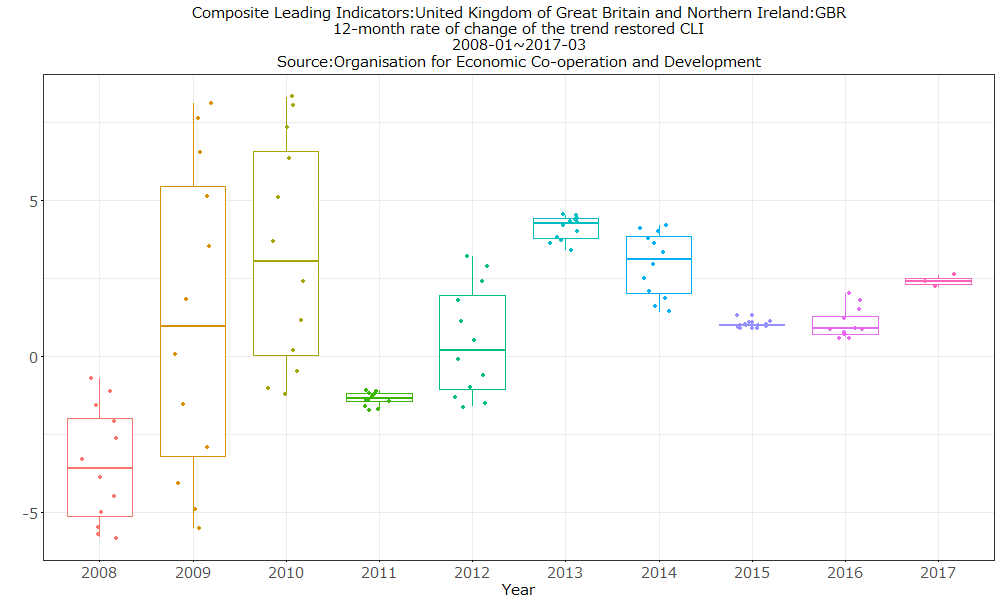 Composite Leading Indicators:United Kingdom of Great Britain and Northern Ireland:GBR
12-month rate of change of the trend restored CLI
2008-01~2017-03
Source:Organisation for Economic Co-operation and Development
5
0
-5
2008 2009 2010 2011 2012 2013 2014 2015 2016 2017
Year